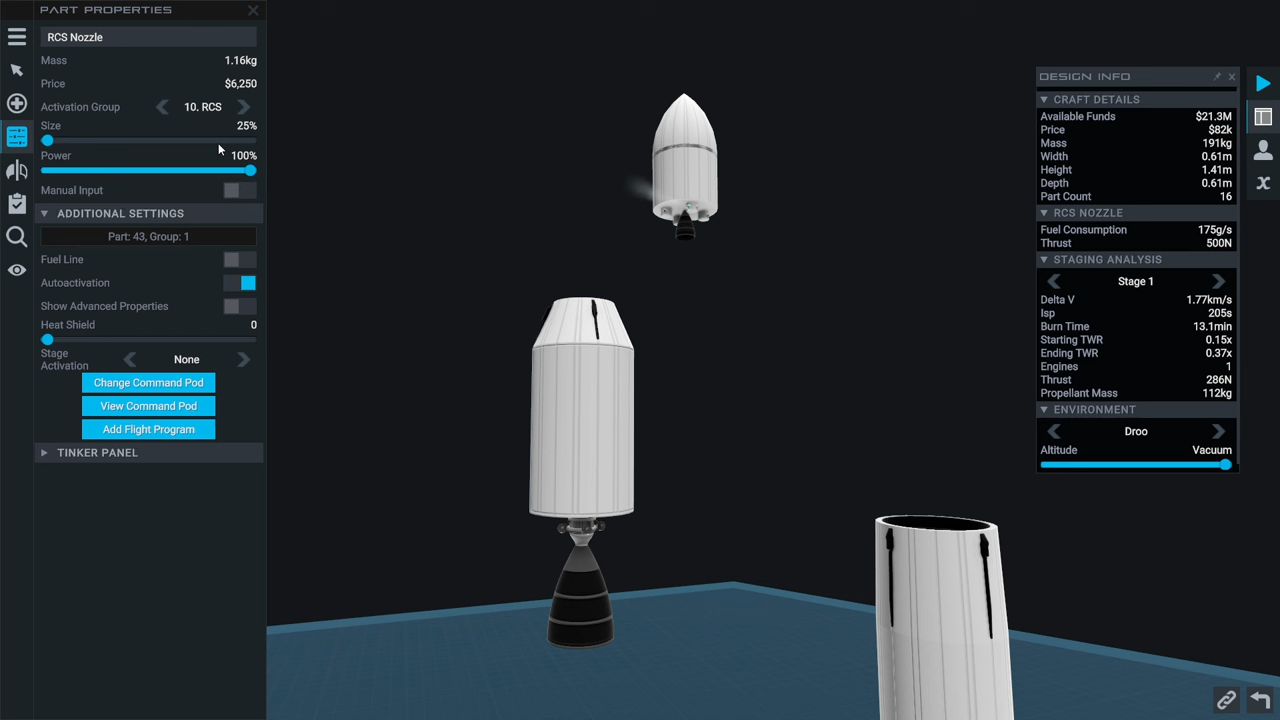 PART PROPERTIES
RCS Nozzle
Mass 1.16kg
Price $6,250
Activation Group 10. RCS
Size 25%
Power 100%
Manual Input
ADDITIONAL SETTINGS
Part: 43, Group: 1
Fuel Line
Autoactivation
Show Advanced Properties
Heat Shield 0
Stage Activation None
Change Command Pod
View Command Pod
Add Flight Program
TINKER PANEL
DESIGN INFO
CRAFT DETAILS
Available Funds $21.3M
Price $82k
Mass 191kg
Width 0.61m
Height 1.41m
Depth 0.61m
Part Count 16
RCS NOZZLE
Fuel Consumption 175g/s
Thrust 500N
STAGING ANALYSIS
Stage 1
Delta V 1.77km/s
Isp 205s
Burn Time 13.1min
Starting TWR 0.15x
Ending TWR 0.37x
Engines 1
Thrust 286N
Propellant Mass 112kg
ENVIRONMENT
Droo
Altitude Vacuum